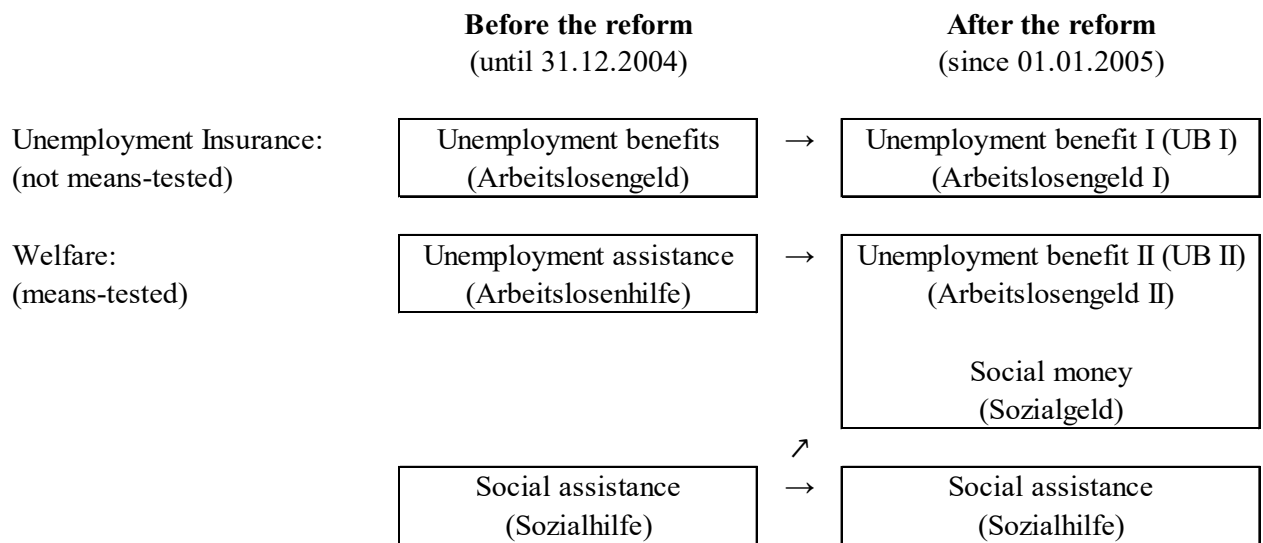 Before the reform
After the reform
(until 31.12.2004)
(since 01.01.2005)
Unemployment Insurance:
(not means-tested)
Unemployment benefits
(Arbeitslosengeld)
→
Unemployment benefit I (UB I)
(Arbeitslosengeld I)
Welfare:
(means-tested)
Unemployment assistance
(Arbeitslosenhilfe)
→
Unemployment benefit II (UB II)
(Arbeitslosengeld II)
Social money
(Sozialgeld)
↗
Social assistance
(Sozialhilfe)
→
Social assistance
(Sozialhilfe)